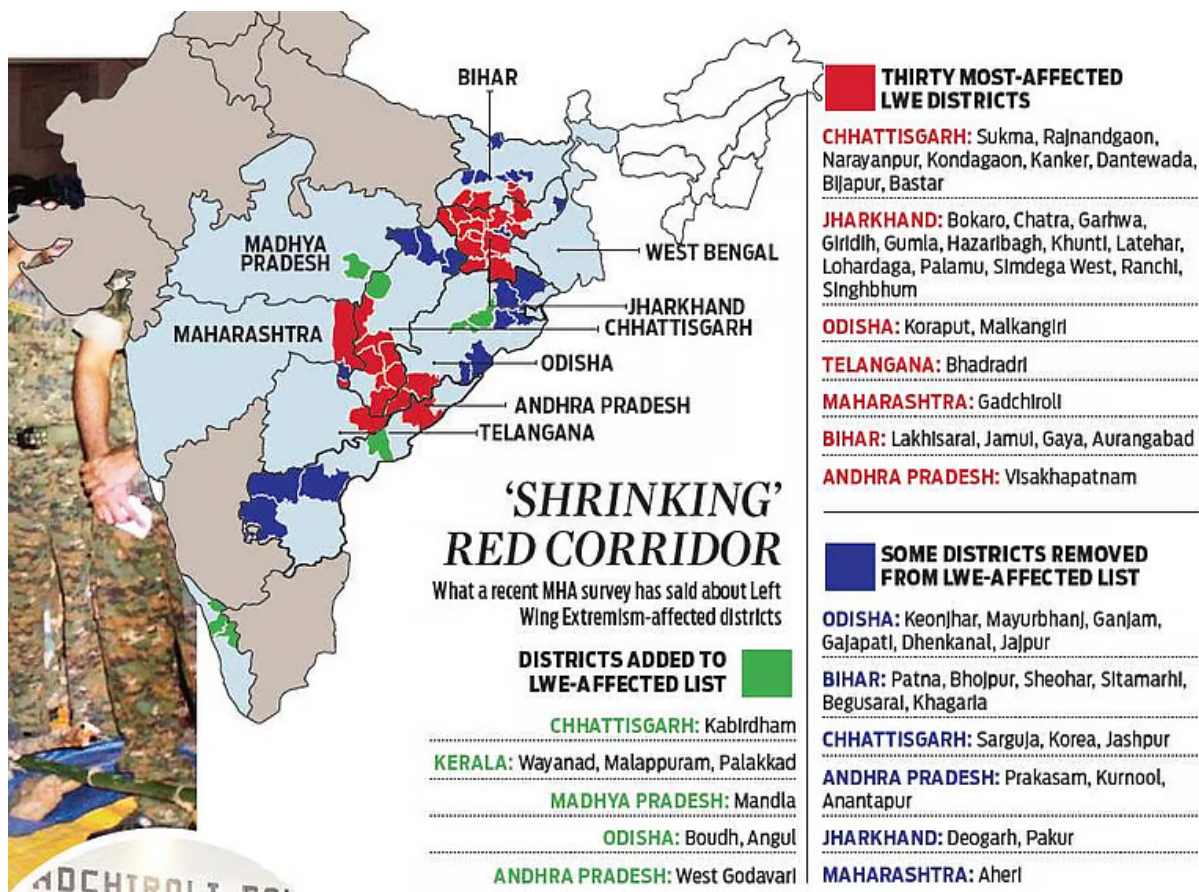 BIHAR
MADHYA
PRADESH
WEST BENGAL
JHARKHAND
MAHARASHTRA
CHHATTISGARH
ODISHA
ANDHRA PRADESH
TELANGANA
'SHRINKING'
RED CORRIDOR
What a recent MHA survey has said about Left
Wing Extremism-affected districts
DISTRICTS ADDED TO
LWE-AFFECTED LIST
CHHATTISGARH: Kabirdham
KERALA: Wayanad, Malappuram, Palakkad
MADHYA PRADESH: Mandla
ODISHA: Boudh, Angul
ANDHRA PRADESH: West Godavari
THIRTY MOST-AFFECTED
LWE DISTRICTS
CHHATTISGARH: Sukma, Rajnandgaon,
Narayanpur, Kondagaon, Kanker, Dantewada,
Bijapur, Bastar
JHARKHAND: Bokaro, Chatra, Garhwa,
Giridih, Gumla, Hazaribagh, Khunti, Latehar,
Lohardaga, Palamu, Simdega West, Ranchi,
Singhbhum
ODISHA: Koraput, Malkangiri
TELANGANA: Bhadradri
MAHARASHTRA: Gadchiroli
BIHAR: Lakhisarai, Jamui, Gaya, Aurangabad
ANDHRA PRADESH: Visakhapatnam
SOME DISTRICTS REMOVED
FROM LWE-AFFECTED LIST
ODISHA: Keonjhar, Mayurbhanj, Ganjam,
Gajapati, Dhenkanal, Jajpur
BIHAR: Patna, Bhojpur, Sheohar, Sitamarhi,
Begusarai, Khagaria
CHHATTISGARH: Sarguja, Korea, Jashpur
ANDHRA PRADESH: Prakasam, Kurnool,
Anantapur
JHARKHAND: Deogarh, Pakur
MAHARASHTRA: Aheri